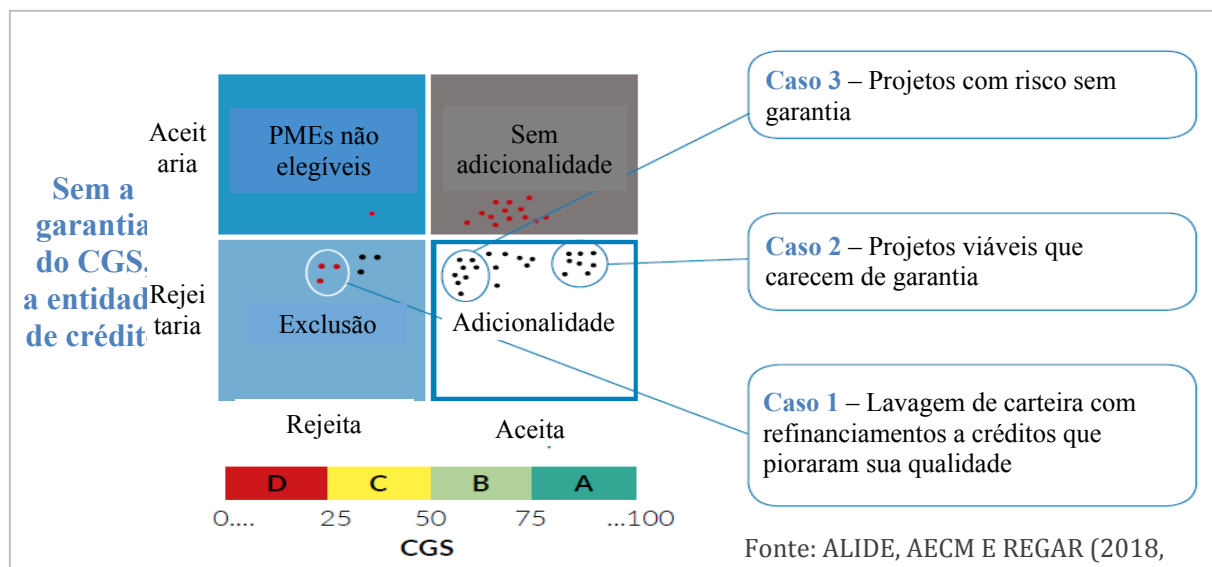 Caso 3 – Projetos com risco sem
garantia
Aceit
aria
PMEs não
elegíveis
Sem
adicionalidade
Sem a
garantia
do CGS,
a entidad
de crédit
Caso 2 – Projetos viáveis que
carecem de garantia
Rejei
taria
Exclusão
Adicionalidade
Caso 1 – Lavagem de carteira com
refinanciamentos a créditos que
pioraram sua qualidade
Rejeita
Aceita
D C B A
0.... 25 50 75 ...100
CGS
Fonte: ALIDE, AECM E REGAR (2018,